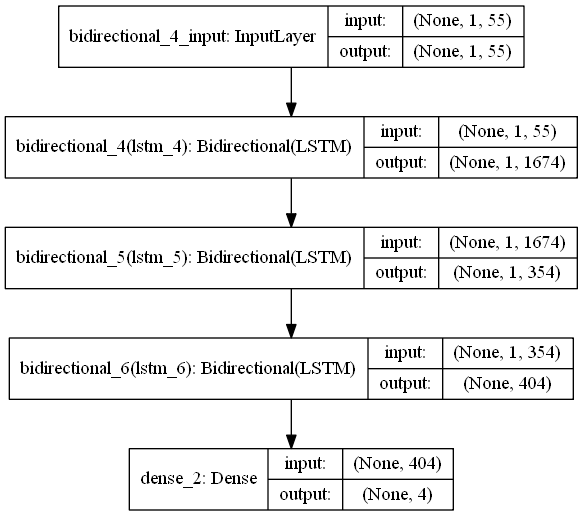 bidirectional_4_input: InputLayer
input: (None, 1, 55)
output: (None, 1, 55)
bidirectional_4(lstm_4): Bidirectional(LSTM)
input: (None, 1, 55)
output: (None, 1, 1674)
bidirectional_5(lstm_5): Bidirectional(LSTM)
input: (None, 1, 1674)
output: (None, 1, 354)
bidirectional_6(lstm_6): Bidirectional(LSTM)
input: (None, 1, 354)
output: (None, 404)
dense_2: Dense
input: (None, 404)
output: (None, 4)